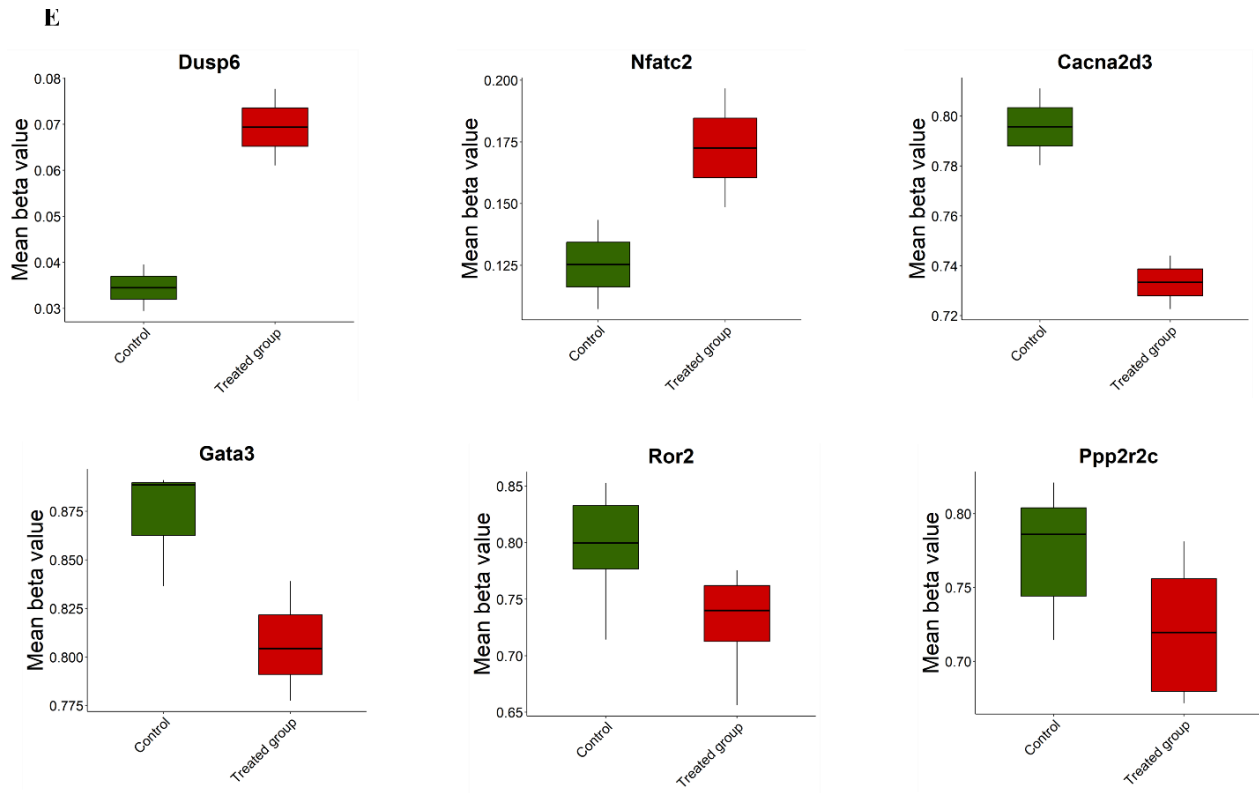 E
Dusp6
Mean beta value
0.08
0.07
0.06
0.05
0.04
0.03
Control
Treated group
Nfatc2
Mean beta value
0.200
0.175
0.150
0.125
Control
Treated group
Cacna2d3
Mean beta value
0.80
0.78
0.76
0.74
0.72
Control
Treated group
Gata3
Mean beta value
0.875
0.850
0.825
0.800
0.775
Control
Treated group
Ror2
Mean beta value
0.85
0.80
0.75
0.70
0.65
Control
Treated group
Ppp2r2c
Mean beta value
0.80
0.75
0.70
Control
Treated group